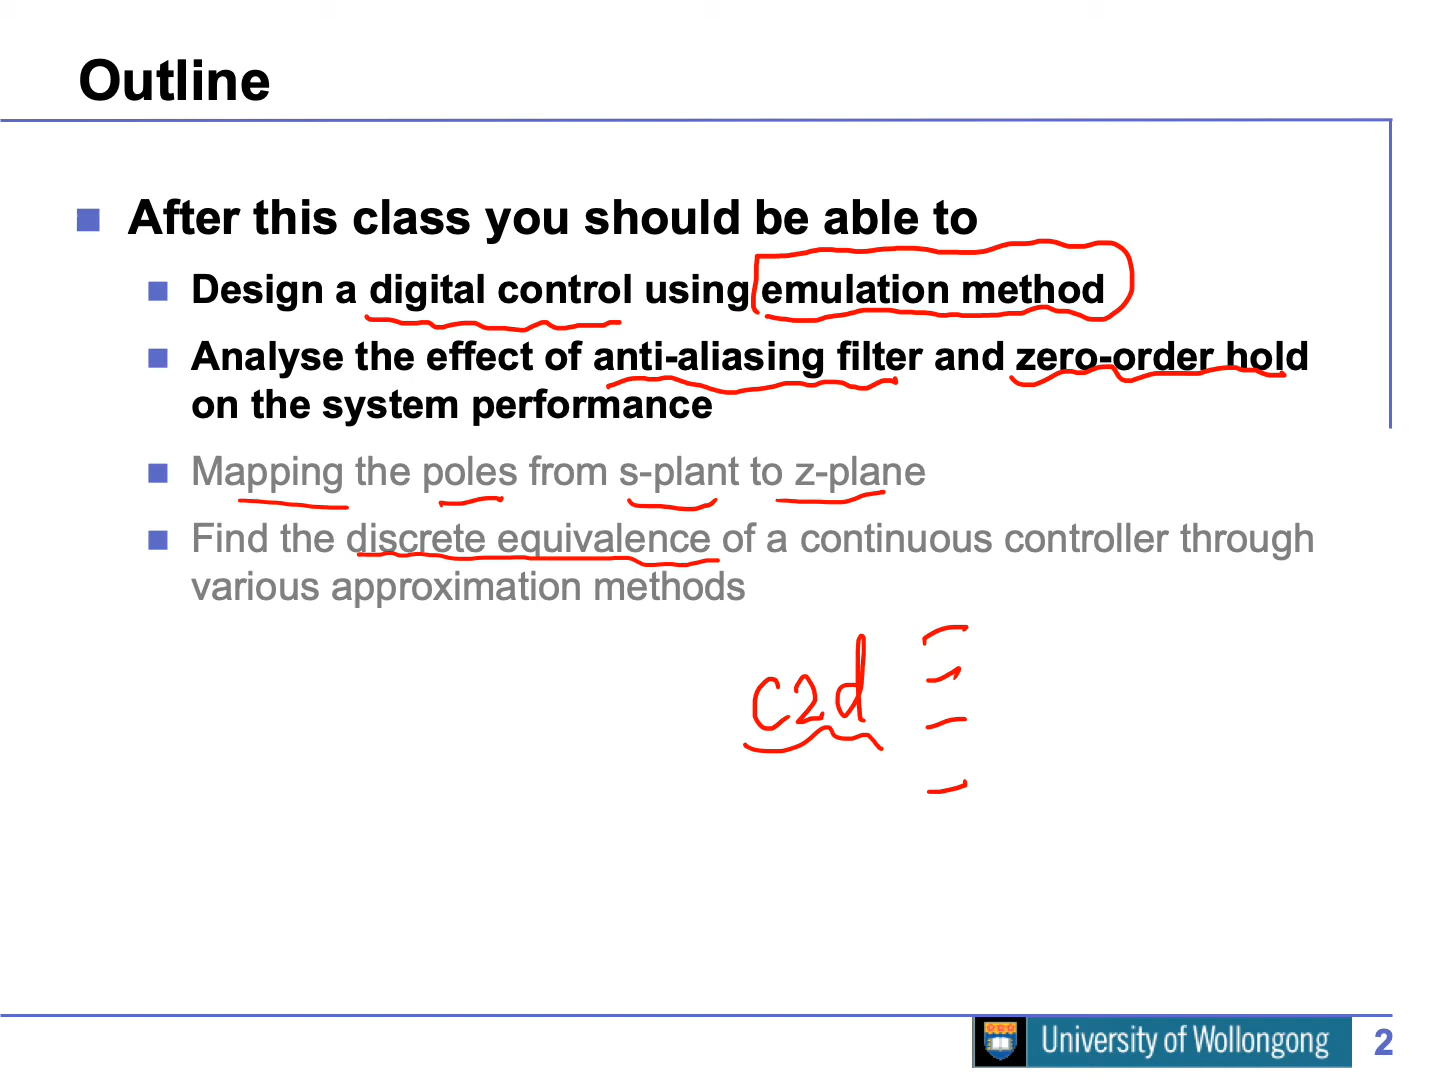 Outline
After this class you should be able to
Design a digital control using emulation method
Analyse the effect of anti-aliasing filter and zero-order hold
on the system performance
Mapping the poles from s-plant to z-plane
Find the discrete equivalence of a continuous controller through
various approximation methods
c2d
University of Wollongong
2